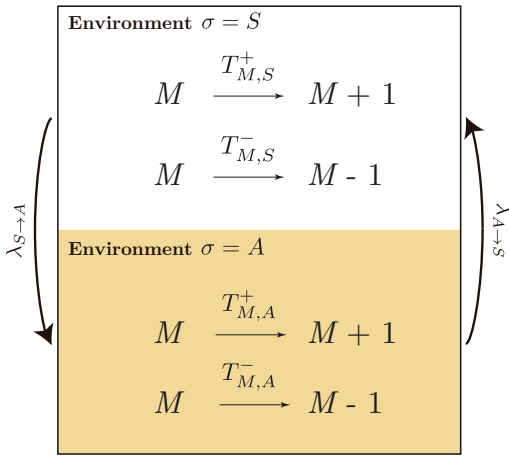 Environment σ = S
T⁺_{M,S}
M ⟶ M + 1
T⁻_{M,S}
M ⟶ M - 1
λ_{S→A}
λ_{A→S}
Environment σ = A
T⁺_{M,A}
M ⟶ M + 1
T⁻_{M,A}
M ⟶ M - 1